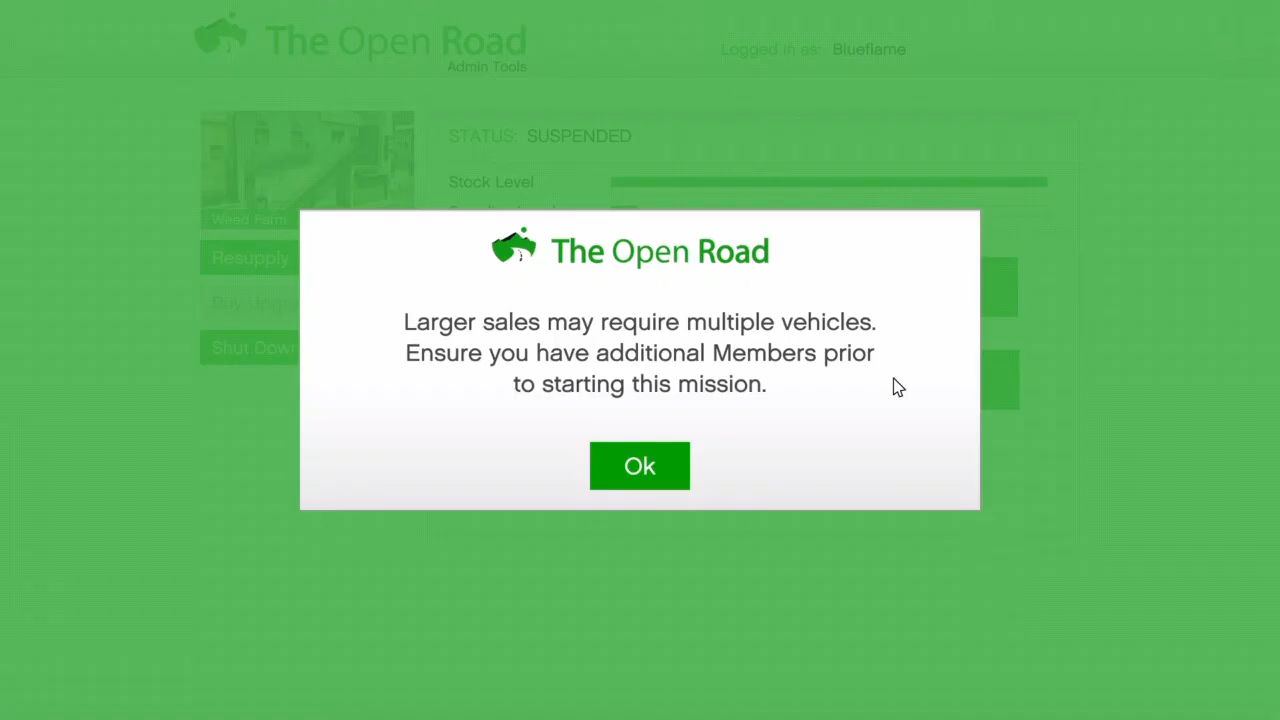 The Open Road
Admin Tools
Logged in as: Blueflame
STATUS: SUSPENDED
Stock Level
Weed Farm
Resupply
Shut Down
The Open Road
Larger sales may require multiple vehicles.
Ensure you have additional Members prior
to starting this mission.
Ok